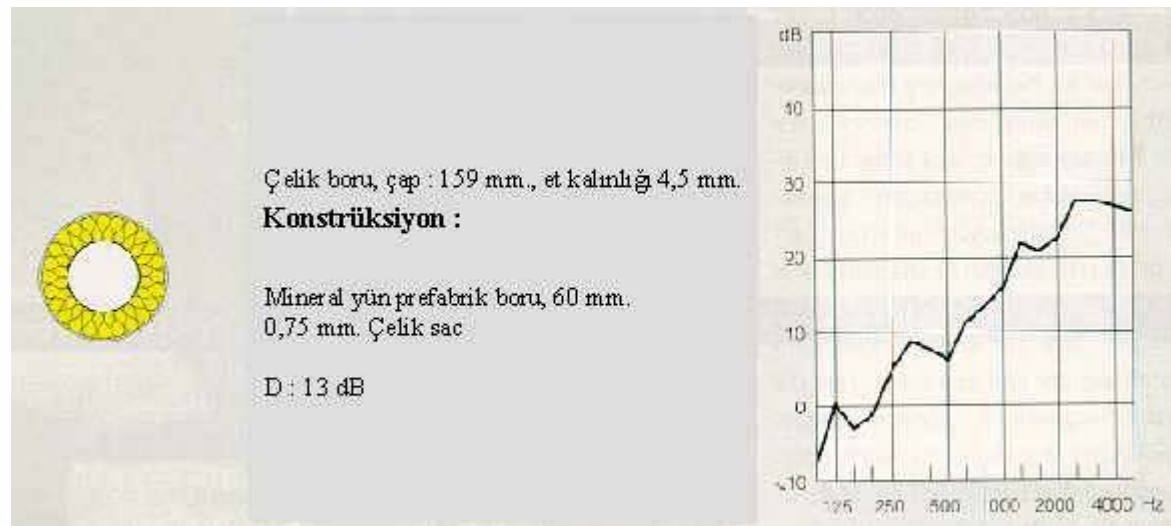 Çelik boru, çap : 159 mm., et kalınlığı 4,5 mm.
Konstrüksiyon :
Mineral yün prefabrik boru, 60 mm.
0,75 mm. Çelik sac
D : 13 dB
dB
40
30
20
10
0
-10
125 250 500 000 2000 4000 Hz